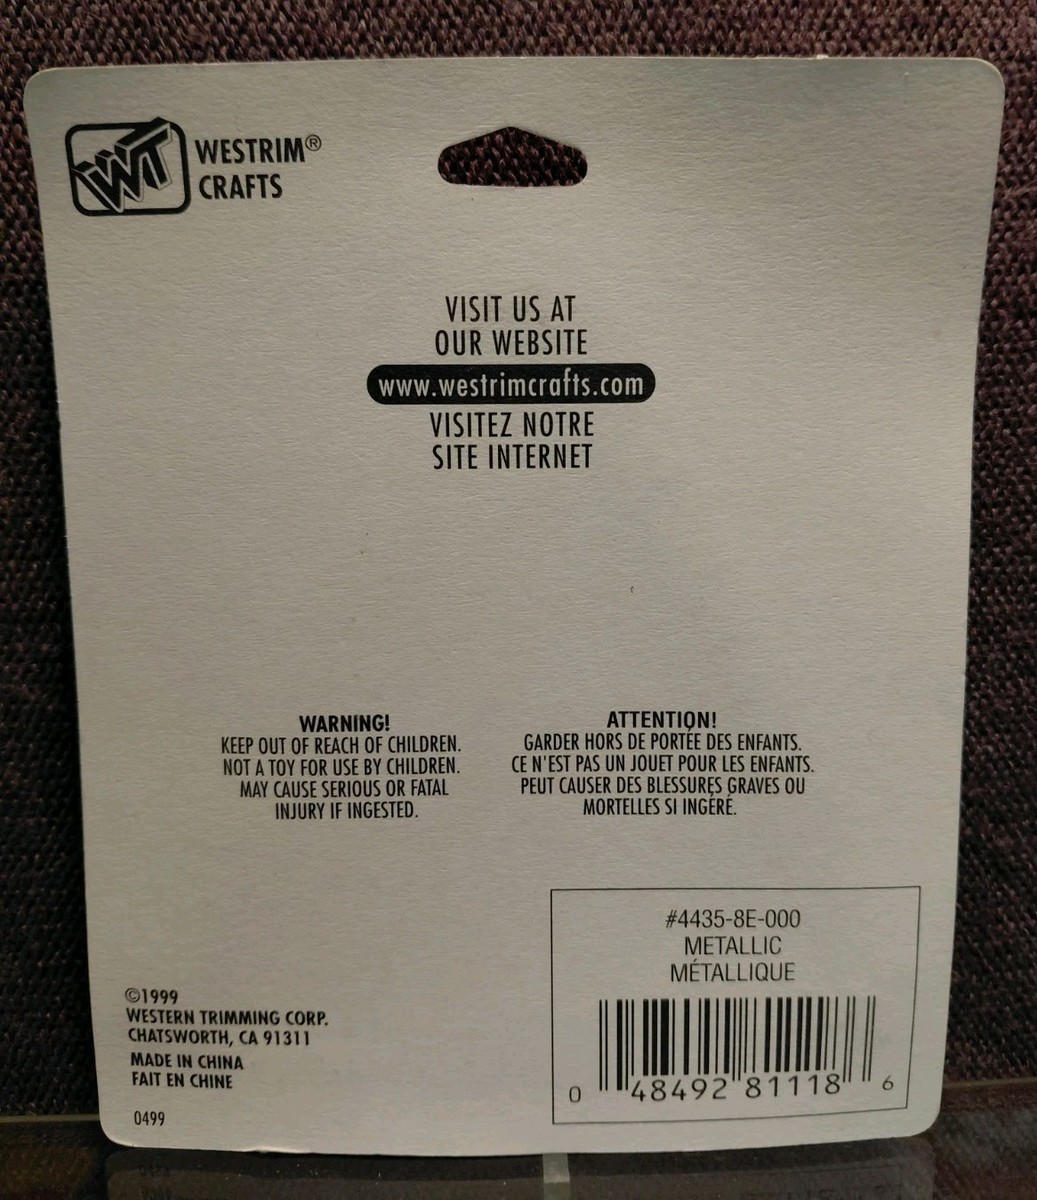 WT
WESTRIM®
CRAFTS
VISIT US AT
OUR WEBSITE
www.westrimcrafts.com
VISITEZ NOTRE
SITE INTERNET
WARNING!
KEEP OUT OF REACH OF CHILDREN.
NOT A TOY FOR USE BY CHILDREN.
MAY CAUSE SERIOUS OR FATAL
INJURY IF INGESTED.
ATTENTION!
GARDER HORS DE PORTÉE DES ENFANTS.
CE N'EST PAS UN JOUET POUR LES ENFANTS.
PEUT CAUSER DES BLESSURES GRAVES OU
MORTELLES SI INGÉRÉ.
#4435-8E-000
METALLIC
MÉTALLIQUE
0 48492 81118 6
©1999
WESTERN TRIMMING CORP.
CHATSWORTH, CA 91311
MADE IN CHINA
FAIT EN CHINE
0499